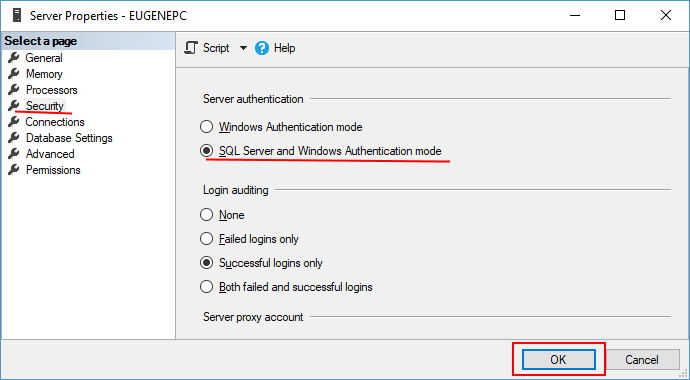 Server Properties - EUGENEPC
Select a page
General
Memory
Processors
Security
Connections
Database Settings
Advanced
Permissions
Script
Help
Server authentication
Windows Authentication mode
SQL Server and Windows Authentication mode
Login auditing
None
Failed logins only
Successful logins only
Both failed and successful logins
Server proxy account
OK
Cancel